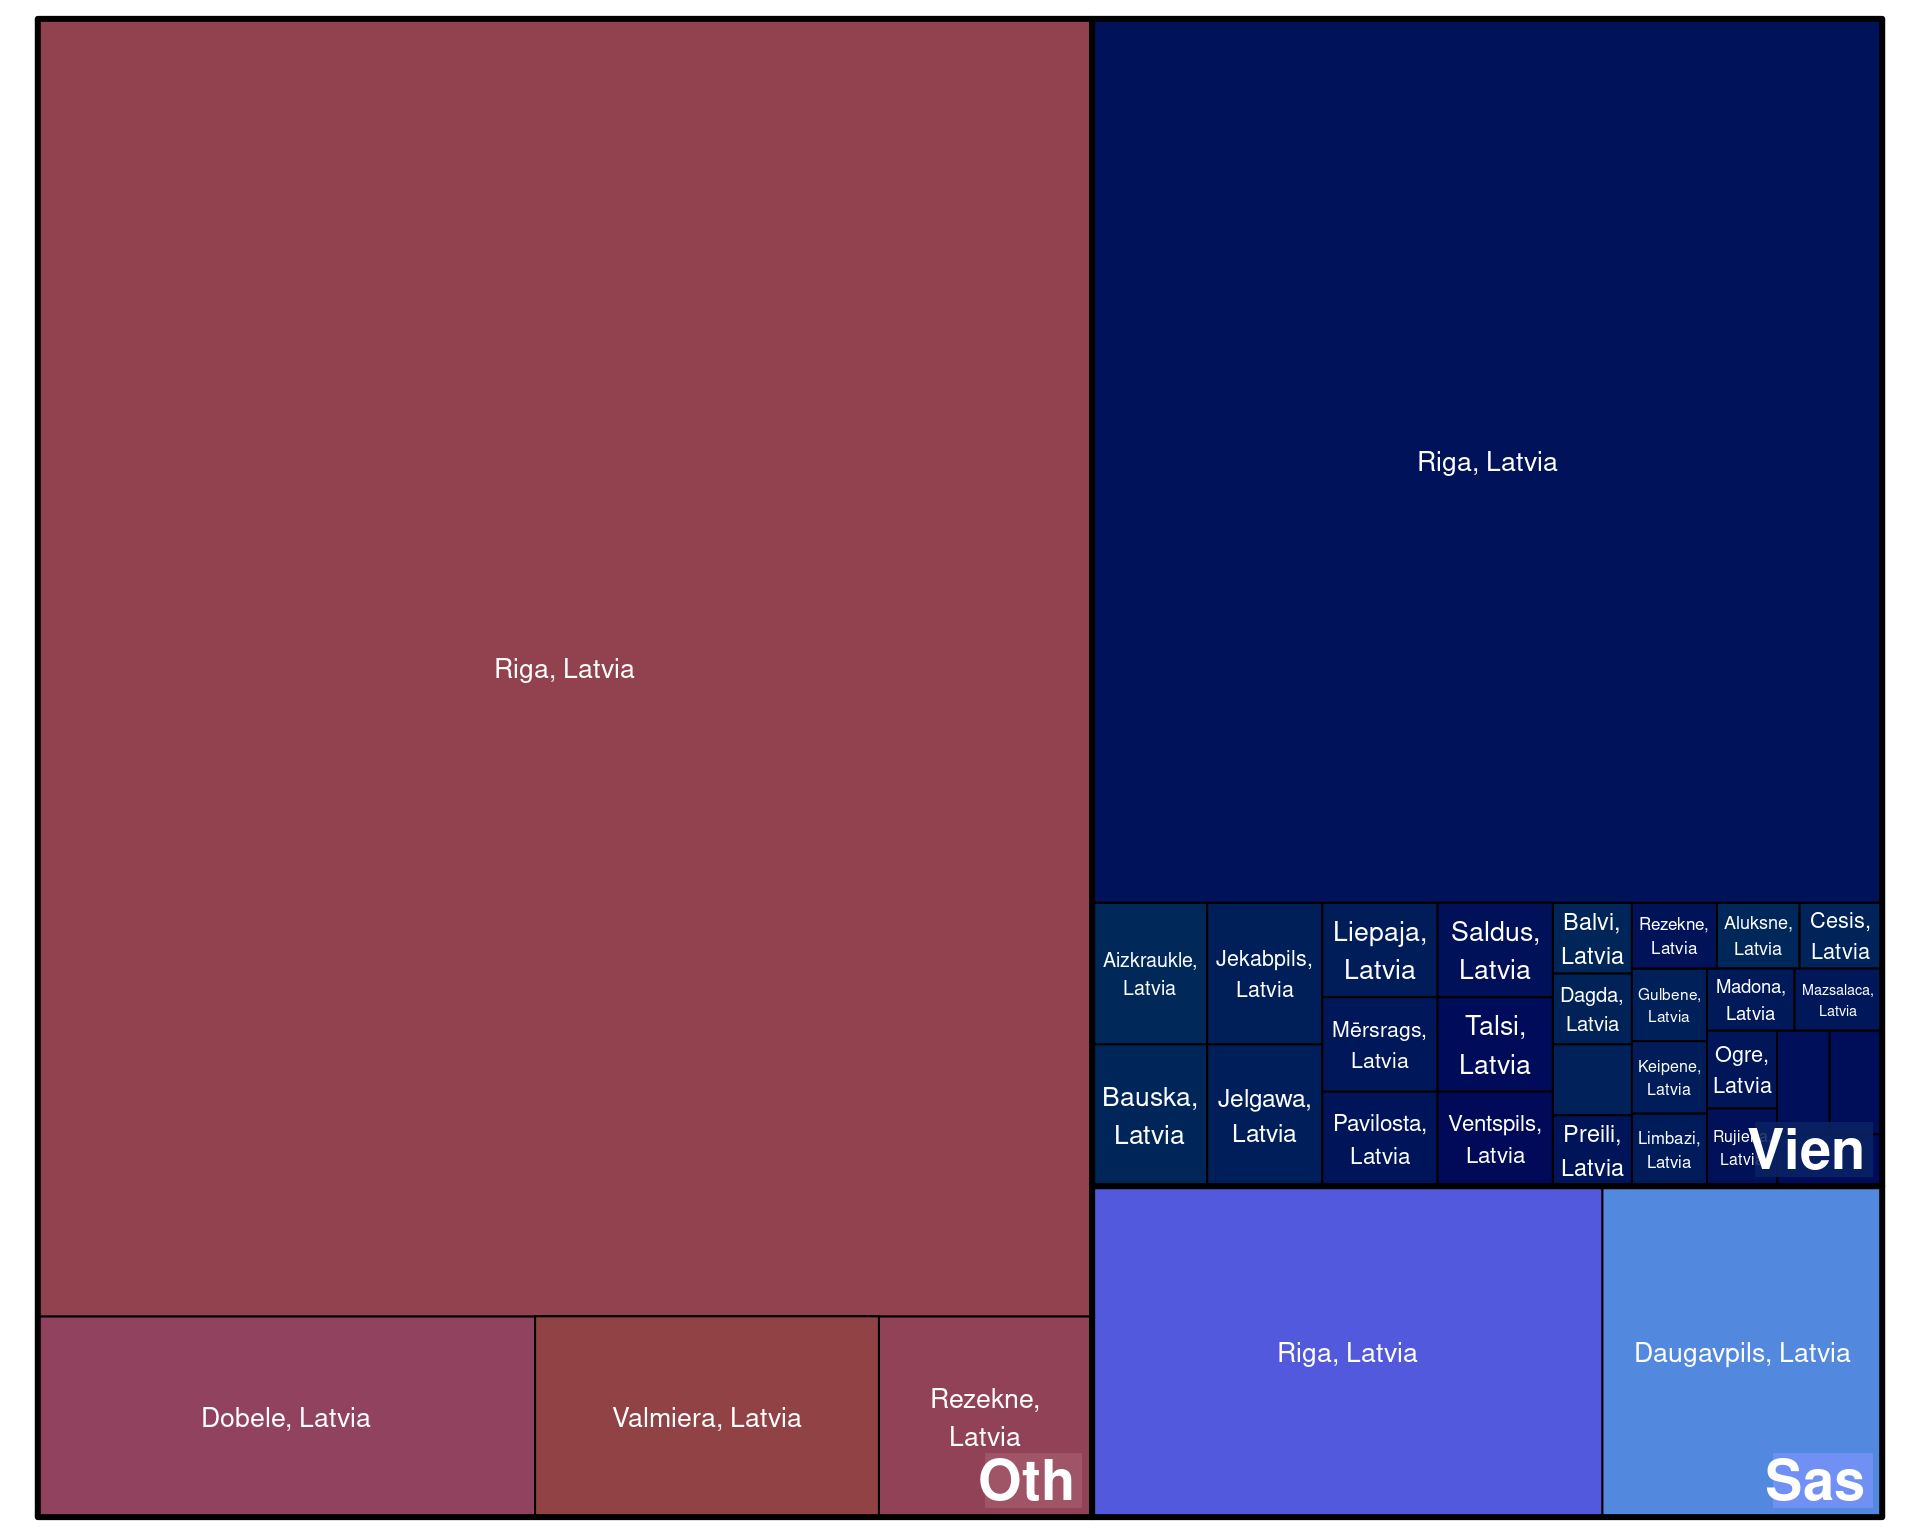 Riga, Latvia
Dobele, Latvia
Valmiera, Latvia
Rezekne,
Latvia
Oth
Riga, Latvia
Aizkraukle,
Latvia
Bauska,
Latvia
Jekabpils,
Latvia
Jelgawa,
Latvia
Liepaja,
Latvia
Mērsrags,
Latvia
Pavilosta,
Latvia
Saldus,
Latvia
Talsi,
Latvia
Ventspils,
Latvia
Balvi,
Latvia
Dagda,
Latvia
Preili,
Latvia
Rezekne,
Latvia
Aluksne,
Latvia
Cesis,
Latvia
Gulbene,
Latvia
Keipene,
Latvia
Limbazi,
Latvia
Madona,
Latvia
Mazsalaca,
Latvia
Ogre,
Latvia
Vien
Riga, Latvia
Daugavpils, Latvia
Sas